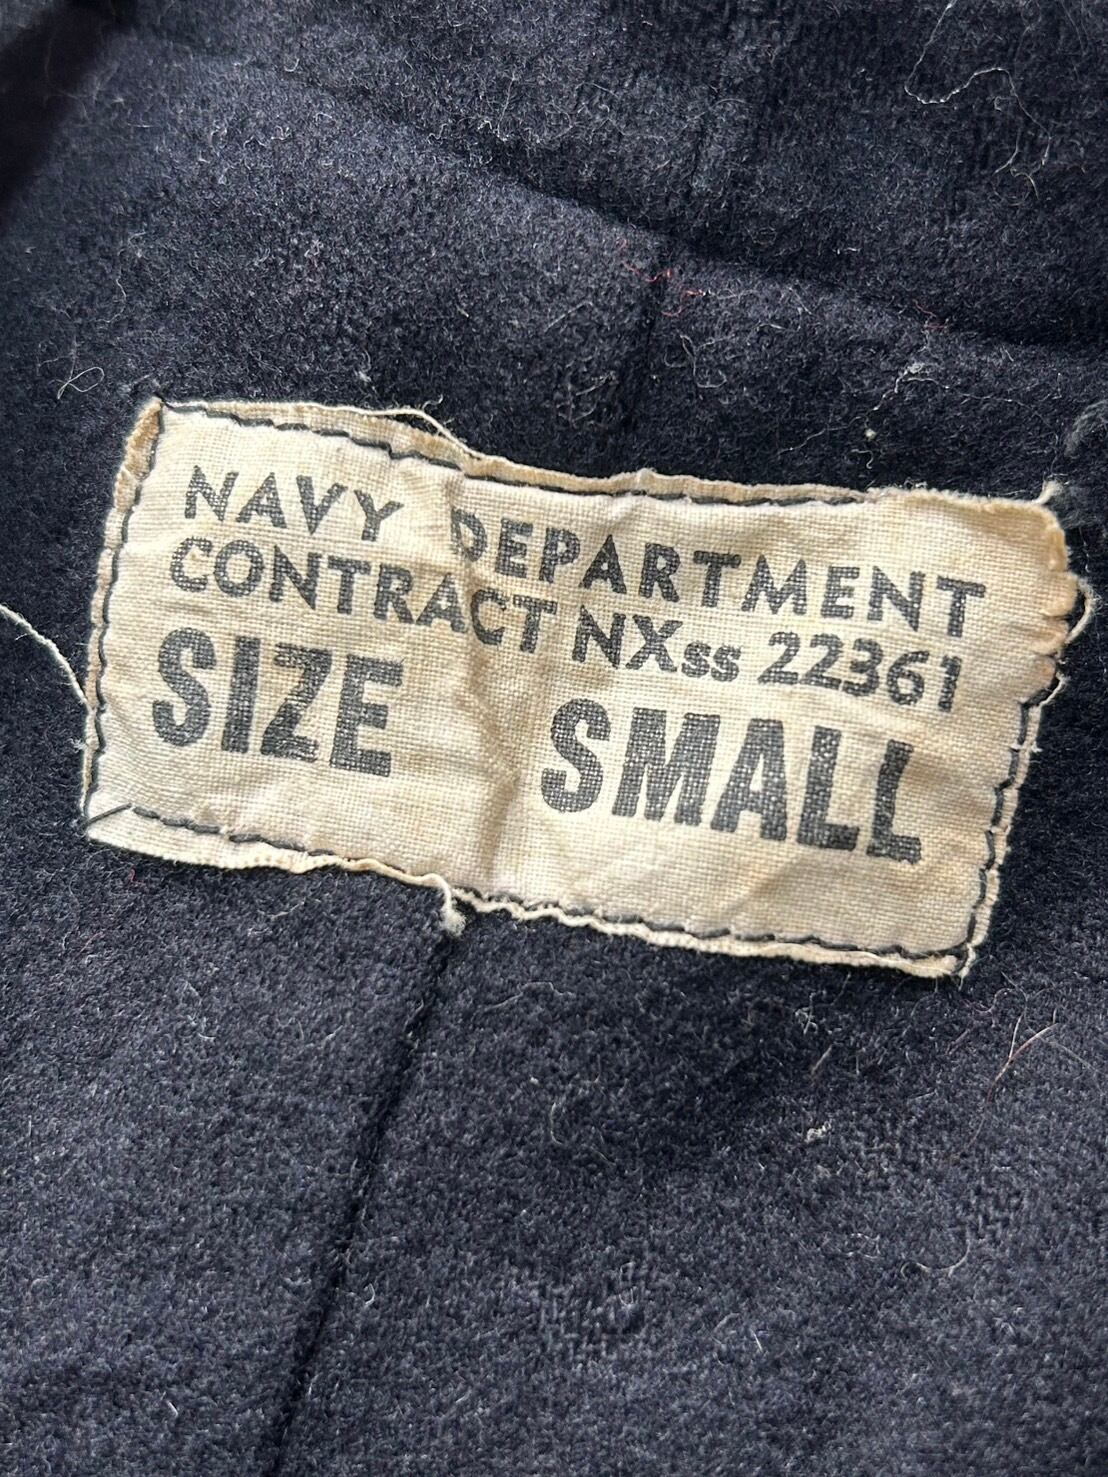 NAVY DEPARTMENT
CONTRACT NXss 22361
SIZE SMALL